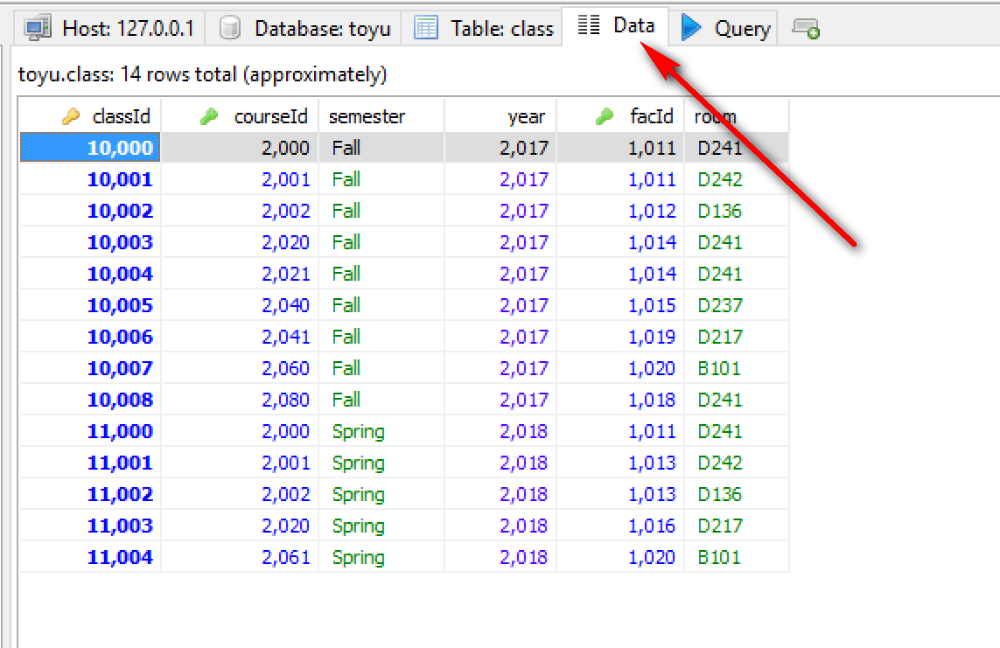 Host: 127.0.0.1 Database: toyu Table: class Data Query
toyu.class: 14 rows total (approximately)
classId courseId semester year facId room
10,000 2,000 Fall 2,017 1,011 D241
10,001 2,001 Fall 2,017 1,011 D242
10,002 2,002 Fall 2,017 1,012 D136
10,003 2,020 Fall 2,017 1,014 D241
10,004 2,021 Fall 2,017 1,014 D241
10,005 2,040 Fall 2,017 1,015 D237
10,006 2,041 Fall 2,017 1,019 D217
10,007 2,060 Fall 2,017 1,020 B101
10,008 2,080 Fall 2,017 1,018 D241
11,000 2,000 Spring 2,018 1,011 D241
11,001 2,001 Spring 2,018 1,013 D242
11,002 2,002 Spring 2,018 1,013 D136
11,003 2,020 Spring 2,018 1,016 D217
11,004 2,061 Spring 2,018 1,020 B101